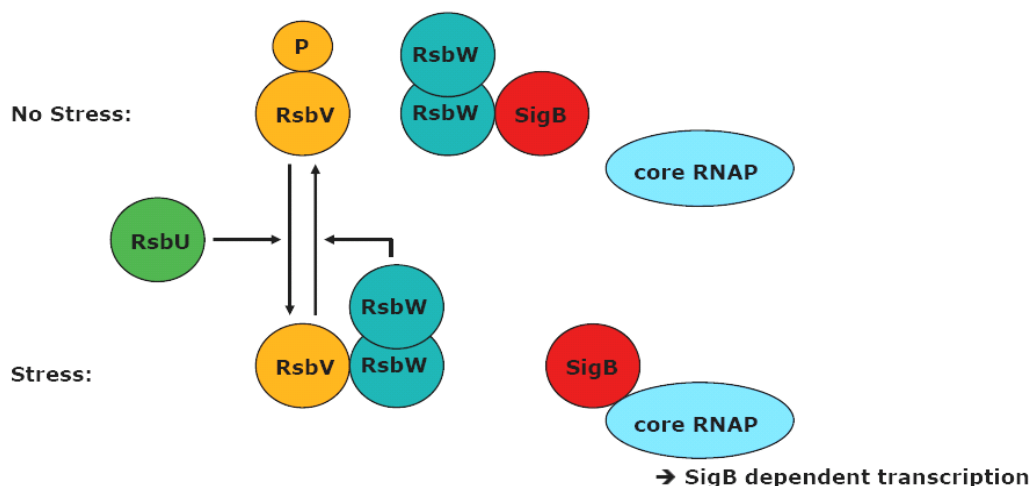 P
RsbW
No Stress:
RsbV
RsbW
SigB
core RNAP
RsbU
RsbW
Stress:
RsbV
RsbW
SigB
core RNAP
➔ SigB dependent transcription